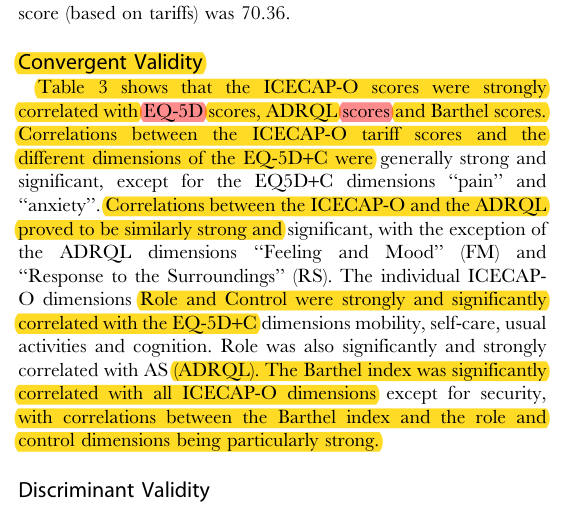 score (based on tariffs) was 70.36.
Convergent Validity
Table 3 shows that the ICECAP-O scores were strongly
correlated with EQ-5D scores, ADRQL scores and Barthel scores.
Correlations between the ICECAP-O tariff scores and the
different dimensions of the EQ-5D+C were generally strong and
significant, except for the EQ5D+C dimensions “pain” and
“anxiety”. Correlations between the ICECAP-O and the ADRQL
proved to be similarly strong and significant, with the exception of
the ADRQL dimensions “Feeling and Mood” (FM) and
“Response to the Surroundings” (RS). The individual ICECAP-
O dimensions Role and Control were strongly and significantly
correlated with the EQ-5D+C dimensions mobility, self-care, usual
activities and cognition. Role was also significantly and strongly
correlated with AS (ADRQL). The Barthel index was significantly
correlated with all ICECAP-O dimensions except for security,
with correlations between the Barthel index and the role and
control dimensions being particularly strong.
Discriminant Validity